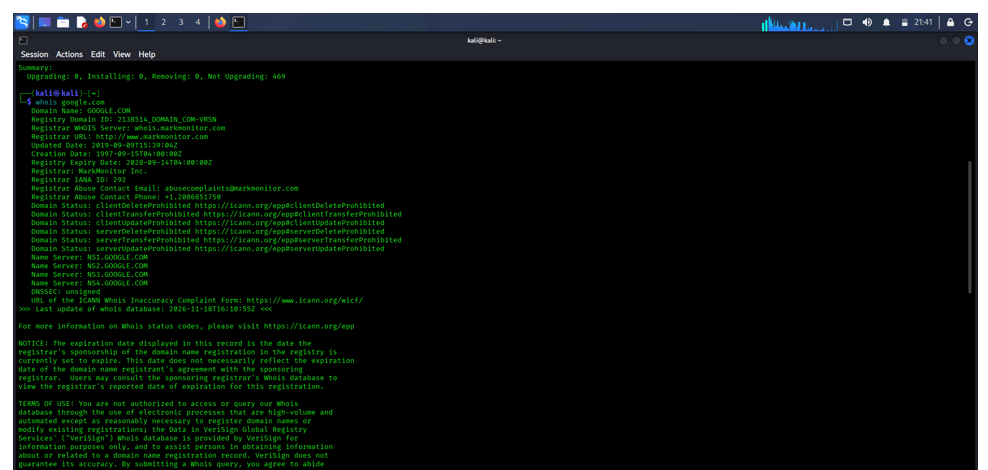 1 2 3 4
21:41
kali@kali: ~
Session Actions Edit View Help
Summary:
Upgrading: 0, Installing: 0, Removing: 0, Not Upgrading: 469
(kali㉿kali)-[~]
$ whois google.com
Domain Name: GOOGLE.COM
Registry Domain ID: 2138514_DOMAIN_COM-VRSN
Registrar WHOIS Server: whois.markmonitor.com
Registrar URL: http://www.markmonitor.com
Updated Date: 2019-09-09T15:39:04Z
Creation Date: 1997-09-15T04:00:00Z
Registry Expiry Date: 2028-09-14T04:00:00Z
Registrar: MarkMonitor Inc.
Registrar IANA ID: 292
Registrar Abuse Contact Email: abusecomplaints@markmonitor.com
Registrar Abuse Contact Phone: +1.2086851750
Domain Status: clientDeleteProhibited https://icann.org/epp#clientDeleteProhibited
Domain Status: clientTransferProhibited https://icann.org/epp#clientTransferProhibited
Domain Status: clientUpdateProhibited https://icann.org/epp#clientUpdateProhibited
Domain Status: serverDeleteProhibited https://icann.org/epp#serverDeleteProhibited
Domain Status: serverTransferProhibited https://icann.org/epp#serverTransferProhibited
Domain Status: serverUpdateProhibited https://icann.org/epp#serverUpdateProhibited
Name Server: NS1.GOOGLE.COM
Name Server: NS2.GOOGLE.COM
Name Server: NS3.GOOGLE.COM
Name Server: NS4.GOOGLE.COM
DNSSEC: unsigned
URL of the ICANN Whois Inaccuracy Complaint Form: https://www.icann.org/wicf/
>>> Last update of whois database: 2026-11-18T16:10:55Z <<<
For more information on Whois status codes, please visit https://icann.org/epp
NOTICE: The expiration date displayed in this record is the date the
registrar's sponsorship of the domain name registration in the registry is
currently set to expire. This date does not necessarily reflect the expiration
date of the domain name registrant's agreement with the sponsoring
registrar. Users may consult the sponsoring registrar's Whois database to
view the registrar's reported date of expiration for this registration.
TERMS OF USE: You are not authorized to access or query our Whois
database through the use of electronic processes that are high-volume and
automated except as reasonably necessary to register domain names or
modify existing registrations; the Data in VeriSign Global Registry
Services' ("VeriSign") Whois database is provided by VeriSign for
information purposes only, and to assist persons in obtaining information
about or related to a domain name registration record. VeriSign does not
guarantee its accuracy. By submitting a Whois query, you agree to abide